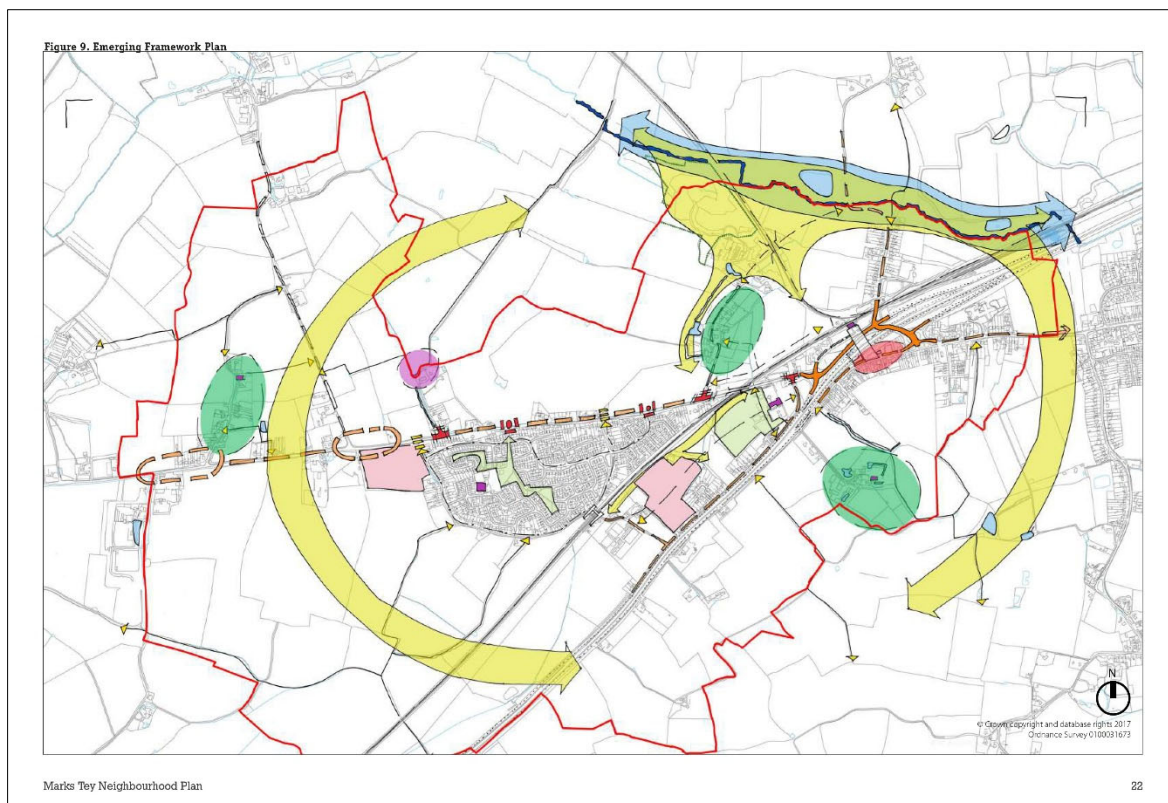 Figure 9. Emerging Framework Plan
N
© Crown copyright and database rights 2017
Ordnance Survey 0100031673
Marks Tey Neighbourhood Plan
22